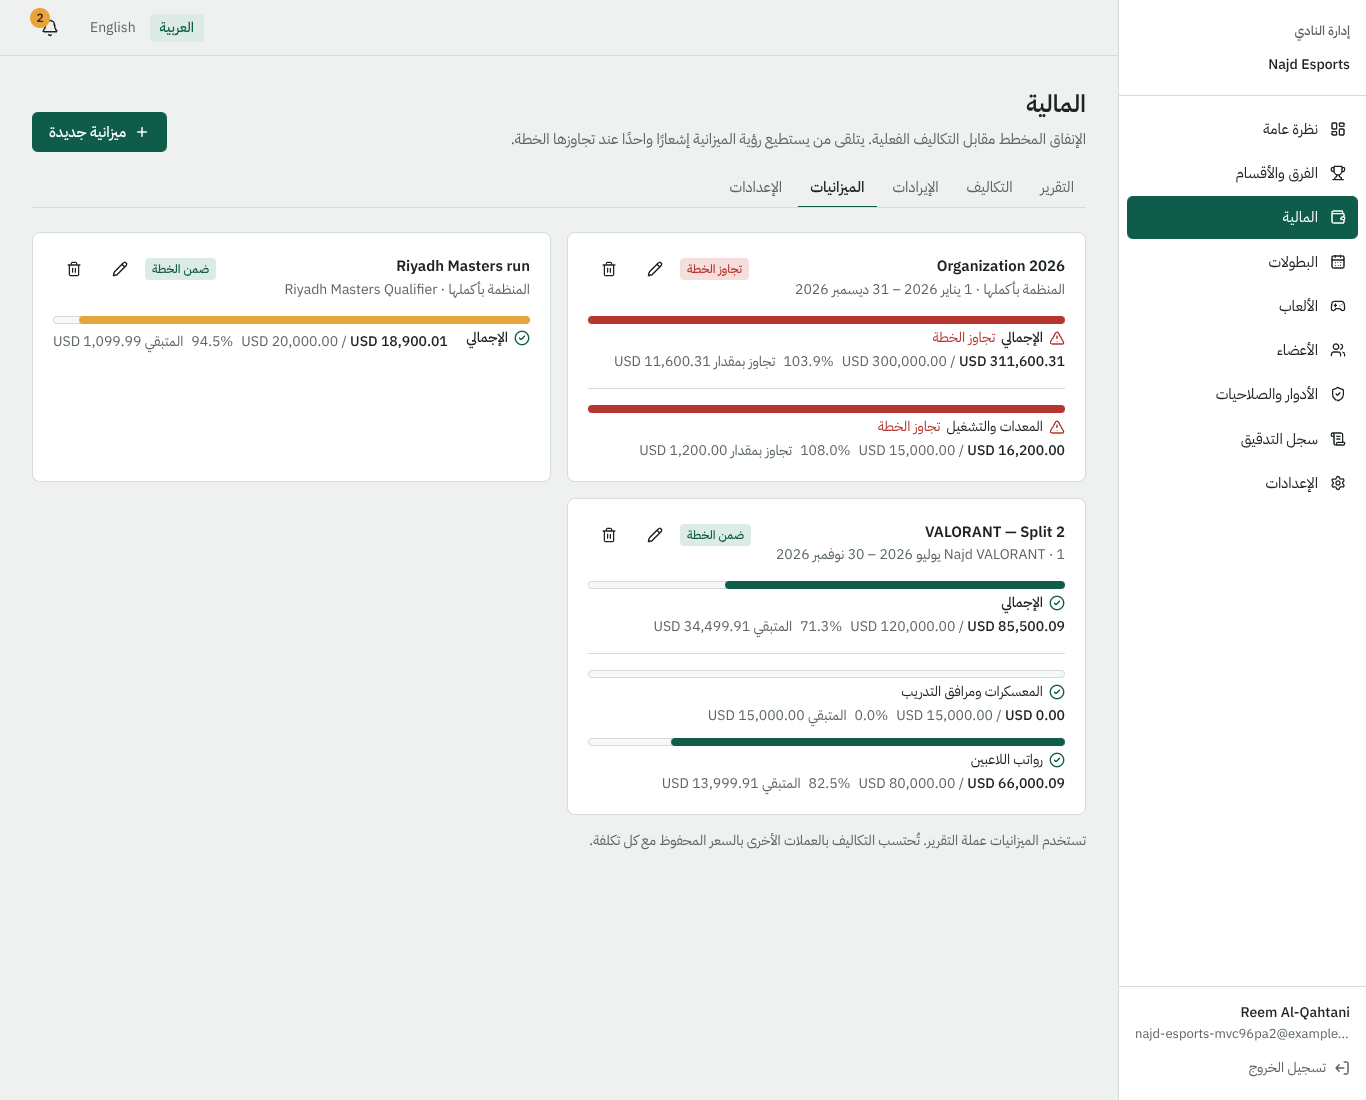 2
English
العربية
إدارة النادي
Najd Esports
نظرة عامة
الفرق والأقسام
المالية
البطولات
الألعاب
الأعضاء
الأدوار والصلاحيات
سجل التدقيق
الإعدادات
المالية
الإنفاق المخطط مقابل التكاليف الفعلية. يتلقى من يستطيع رؤية الميزانية إشعارًا واحدًا عند تجاوزها الخطة.
ميزانية جديدة
التقرير
التكاليف
الإيرادات
الميزانيات
الإعدادات
Organization 2026
تجاوز الخطة
المنظمة بأكملها · 1 يناير 2026 – 31 ديسمبر 2026
الإجمالي تجاوز الخطة
USD 311,600.31 / USD 300,000.00 103.9% تجاوز بمقدار USD 11,600.31
المعدات والتشغيل تجاوز الخطة
USD 16,200.00 / USD 15,000.00 108.0% تجاوز بمقدار USD 1,200.00
Riyadh Masters run
ضمن الخطة
المنظمة بأكملها · Riyadh Masters Qualifier
الإجمالي USD 18,900.01 / USD 20,000.00 94.5% المتبقي USD 1,099.99
VALORANT — Split 2
ضمن الخطة
Najd VALORANT · 1 يوليو 2026 – 30 نوفمبر 2026
الإجمالي
USD 85,500.09 / USD 120,000.00 71.3% المتبقي USD 34,499.91
المعسكرات ومرافق التدريب
USD 0.00 / USD 15,000.00 0.0% المتبقي USD 15,000.00
رواتب اللاعبين
USD 66,000.09 / USD 80,000.00 82.5% المتبقي USD 13,999.91
تستخدم الميزانيات عملة التقرير. تُحتسب التكاليف بالعملات الأخرى بالسعر المحفوظ مع كل تكلفة.
Reem Al-Qahtani
najd-esports-mvc96pa2@example...
تسجيل الخروج